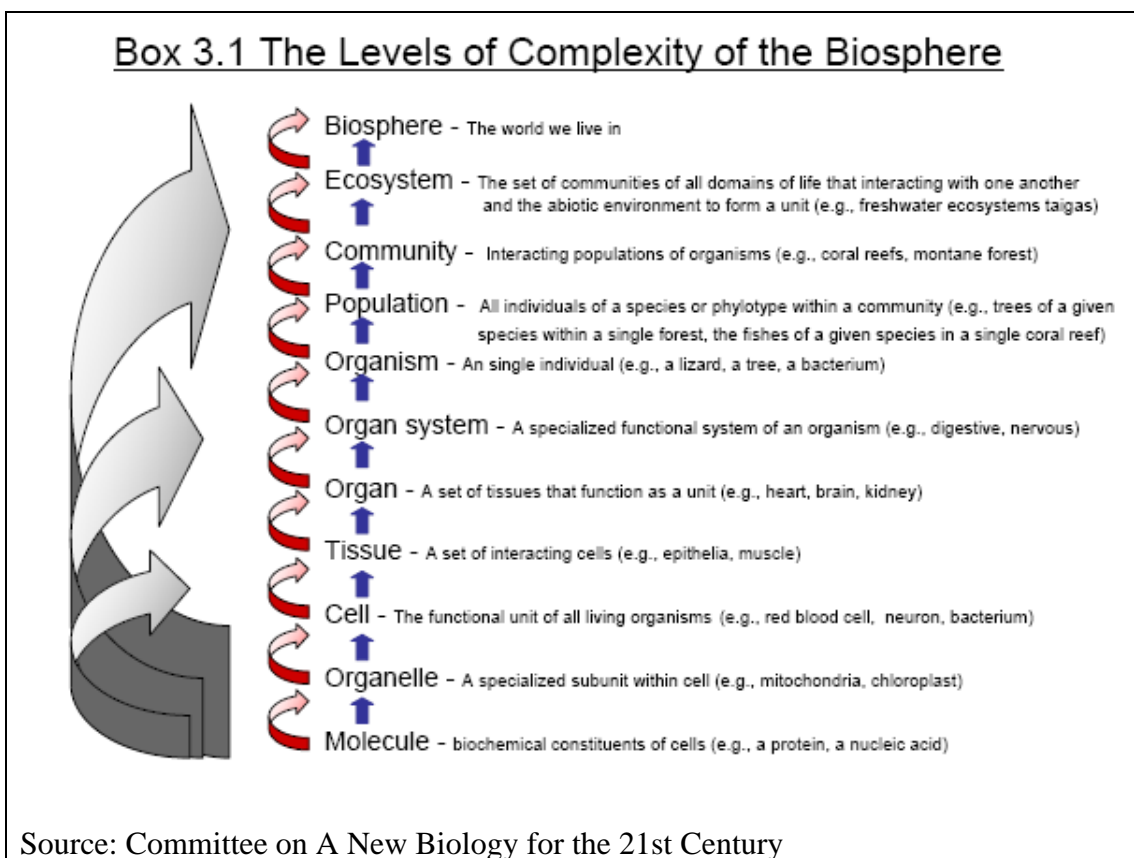 Box 3.1 The Levels of Complexity of the Biosphere
Biosphere - The world we live in
Ecosystem - The set of communities of all domains of life that interacting with one another
and the abiotic environment to form a unit (e.g., freshwater ecosystems taigas)
Community - Interacting populations of organisms (e.g., coral reefs, montane forest)
Population - All individuals of a species or phylotype within a community (e.g., trees of a given
species within a single forest, the fishes of a given species in a single coral reef)
Organism - An single individual (e.g., a lizard, a tree, a bacterium)
Organ system - A specialized functional system of an organism (e.g., digestive, nervous)
Organ - A set of tissues that function as a unit (e.g., heart, brain, kidney)
Tissue - A set of interacting cells (e.g., epithelia, muscle)
Cell - The functional unit of all living organisms (e.g., red blood cell, neuron, bacterium)
Organelle - A specialized subunit within cell (e.g., mitochondria, chloroplast)
Molecule - biochemical constituents of cells (e.g., a protein, a nucleic acid)
Source: Committee on A New Biology for the 21st Century